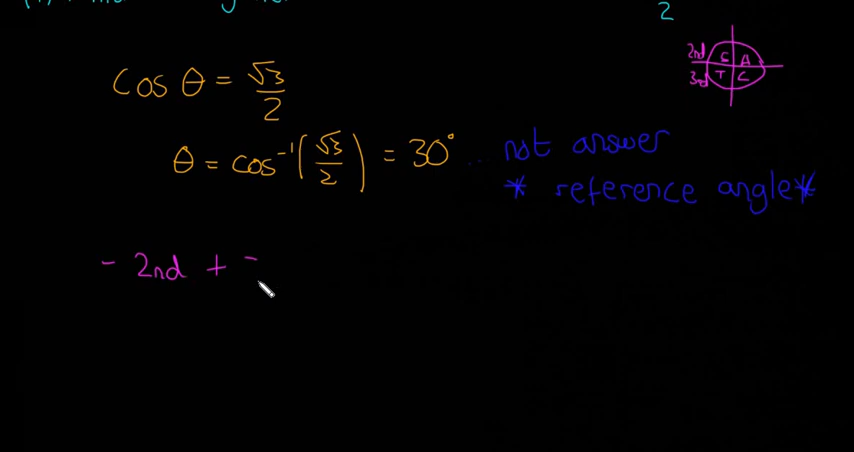 2
2nd S A
3rd T C
cos θ = √3/2
θ = cos⁻¹(√3/2) = 30° .. not answer
* reference angle*
- 2nd +